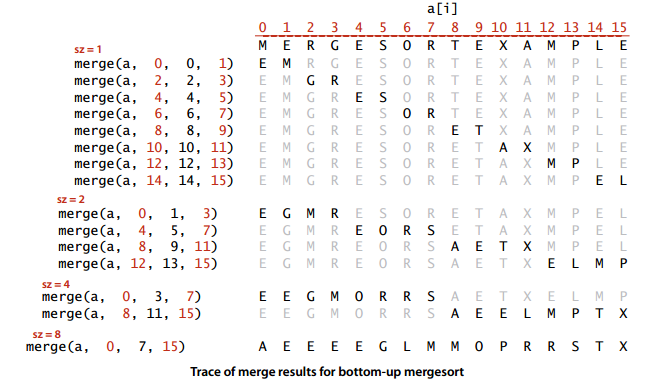 a[i]
0 1 2 3 4 5 6 7 8 9 10 11 12 13 14 15
M E R G E S O R T E X A M P L E
sz = 1
merge(a, 0, 0, 1) E M R G E S O R T E X A M P L E
merge(a, 2, 2, 3) E M G R E S O R T E X A M P L E
merge(a, 4, 4, 5) E M G R E S O R T E X A M P L E
merge(a, 6, 6, 7) E M G R E S O R T E X A M P L E
merge(a, 8, 8, 9) E M G R E S O R E T X A M P L E
merge(a, 10, 10, 11) E M G R E S O R E T A X M P L E
merge(a, 12, 12, 13) E M G R E S O R E T A X M P L E
merge(a, 14, 14, 15) E M G R E S O R E T A X M P E L
sz = 2
merge(a, 0, 1, 3) E G M R E S O R E T A X M P E L
merge(a, 4, 5, 7) E G M R E O R S E T A X M P E L
merge(a, 8, 9, 11) E G M R E O R S A E T X M P E L
merge(a, 12, 13, 15) E G M R E O R S A E T X E L M P
sz = 4
merge(a, 0, 3, 7) E E G M O R R S A E T X E L M P
merge(a, 8, 11, 15) E E G M O R R S A E E L M P T X
sz = 8
merge(a, 0, 7, 15) A E E E E G L M M O P R R S T X
Trace of merge results for bottom-up mergesort